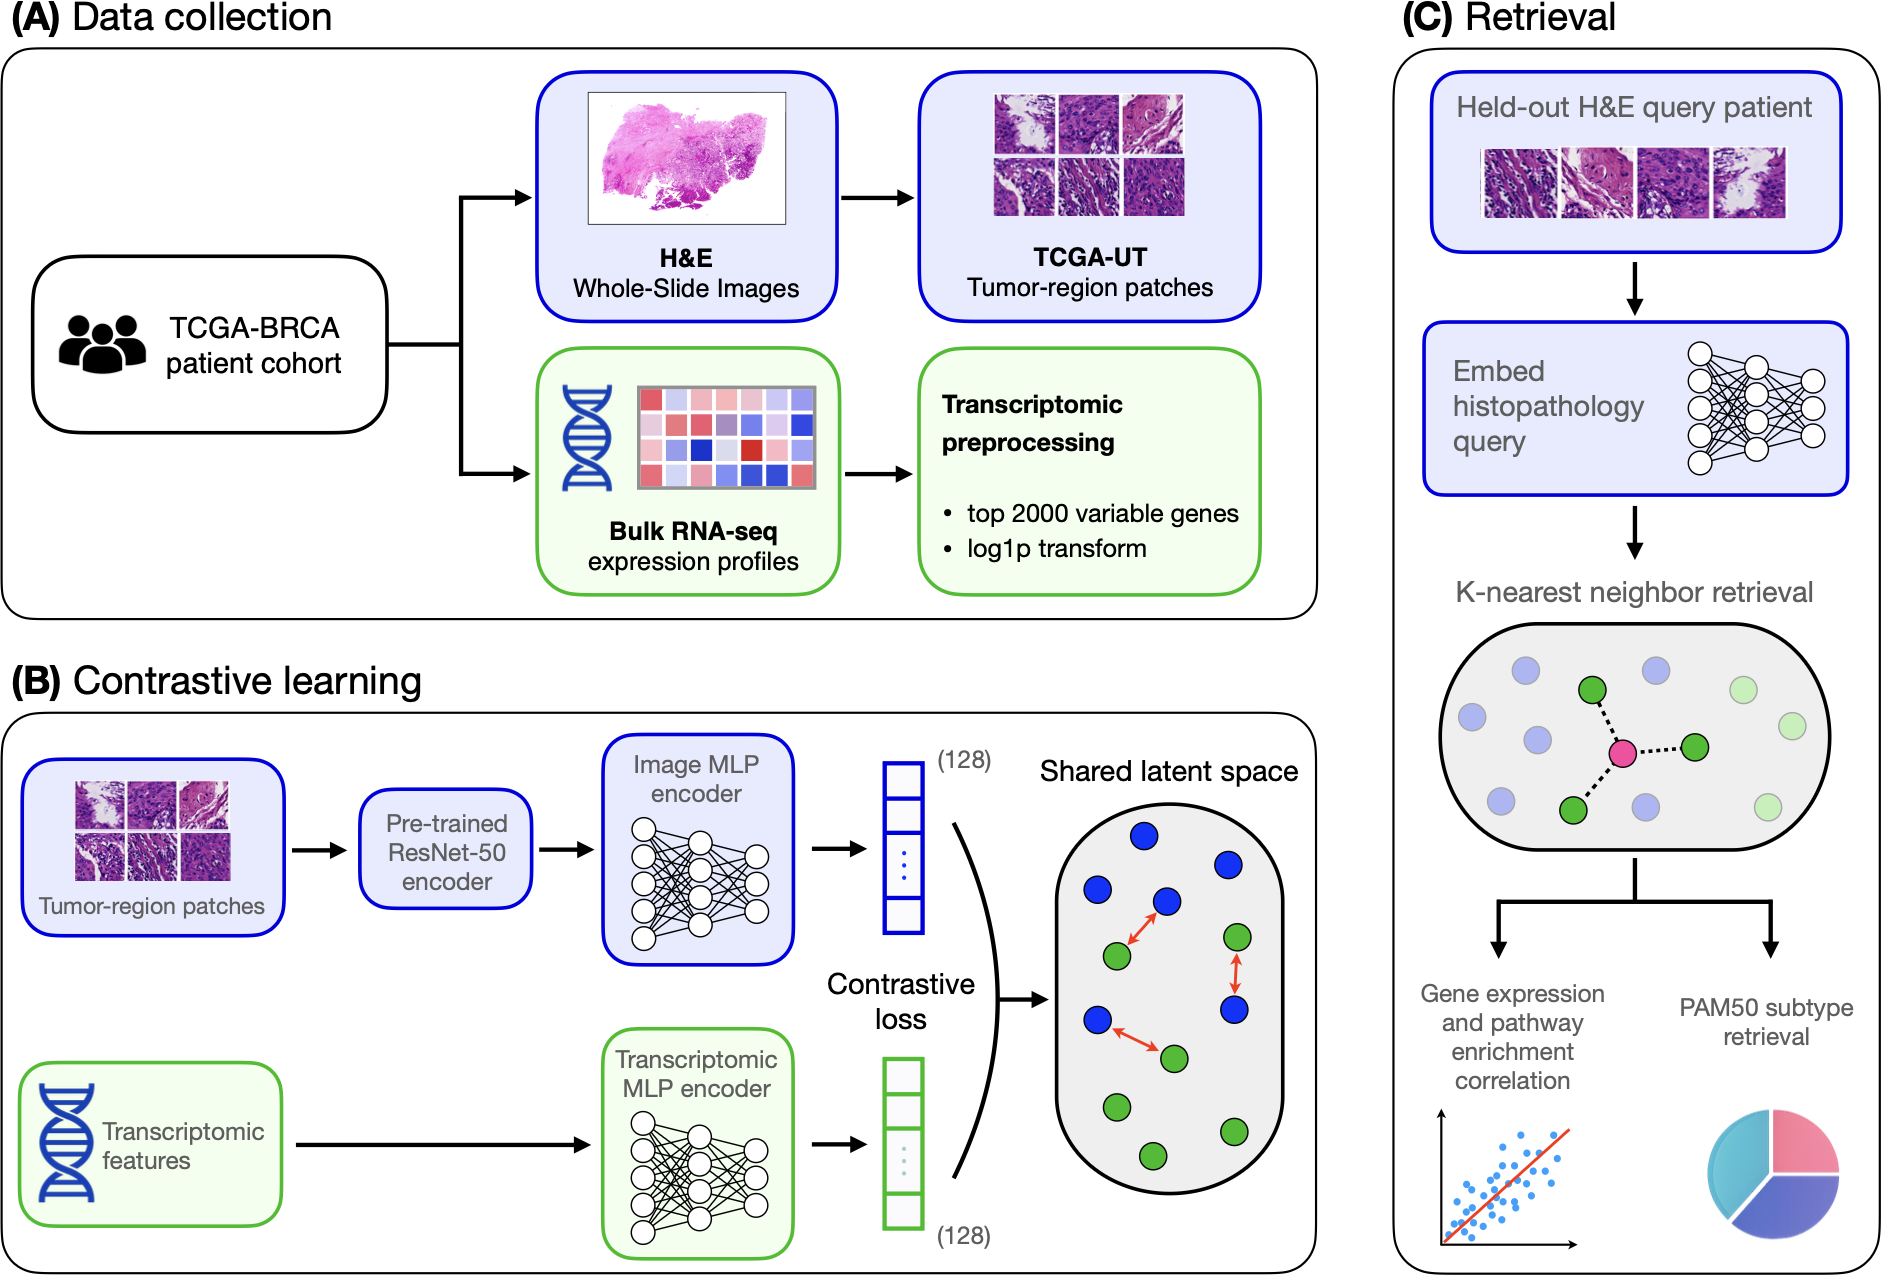 (A) Data collection
TCGA-BRCA
patient cohort
H&E
Whole-Slide Images
TCGA-UT
Tumor-region patches
Bulk RNA-seq
expression profiles
Transcriptomic
preprocessing
• top 2000 variable genes
• log1p transform
(B) Contrastive learning
Tumor-region patches
Pre-trained
ResNet-50
encoder
Image MLP
encoder
(128)
Transcriptomic
features
Transcriptomic
MLP encoder
(128)
Contrastive
loss
Shared latent space
(C) Retrieval
Held-out H&E query patient
Embed
histopathology
query
K-nearest neighbor retrieval
Gene expression
and pathway
enrichment
correlation
PAM50 subtype
retrieval